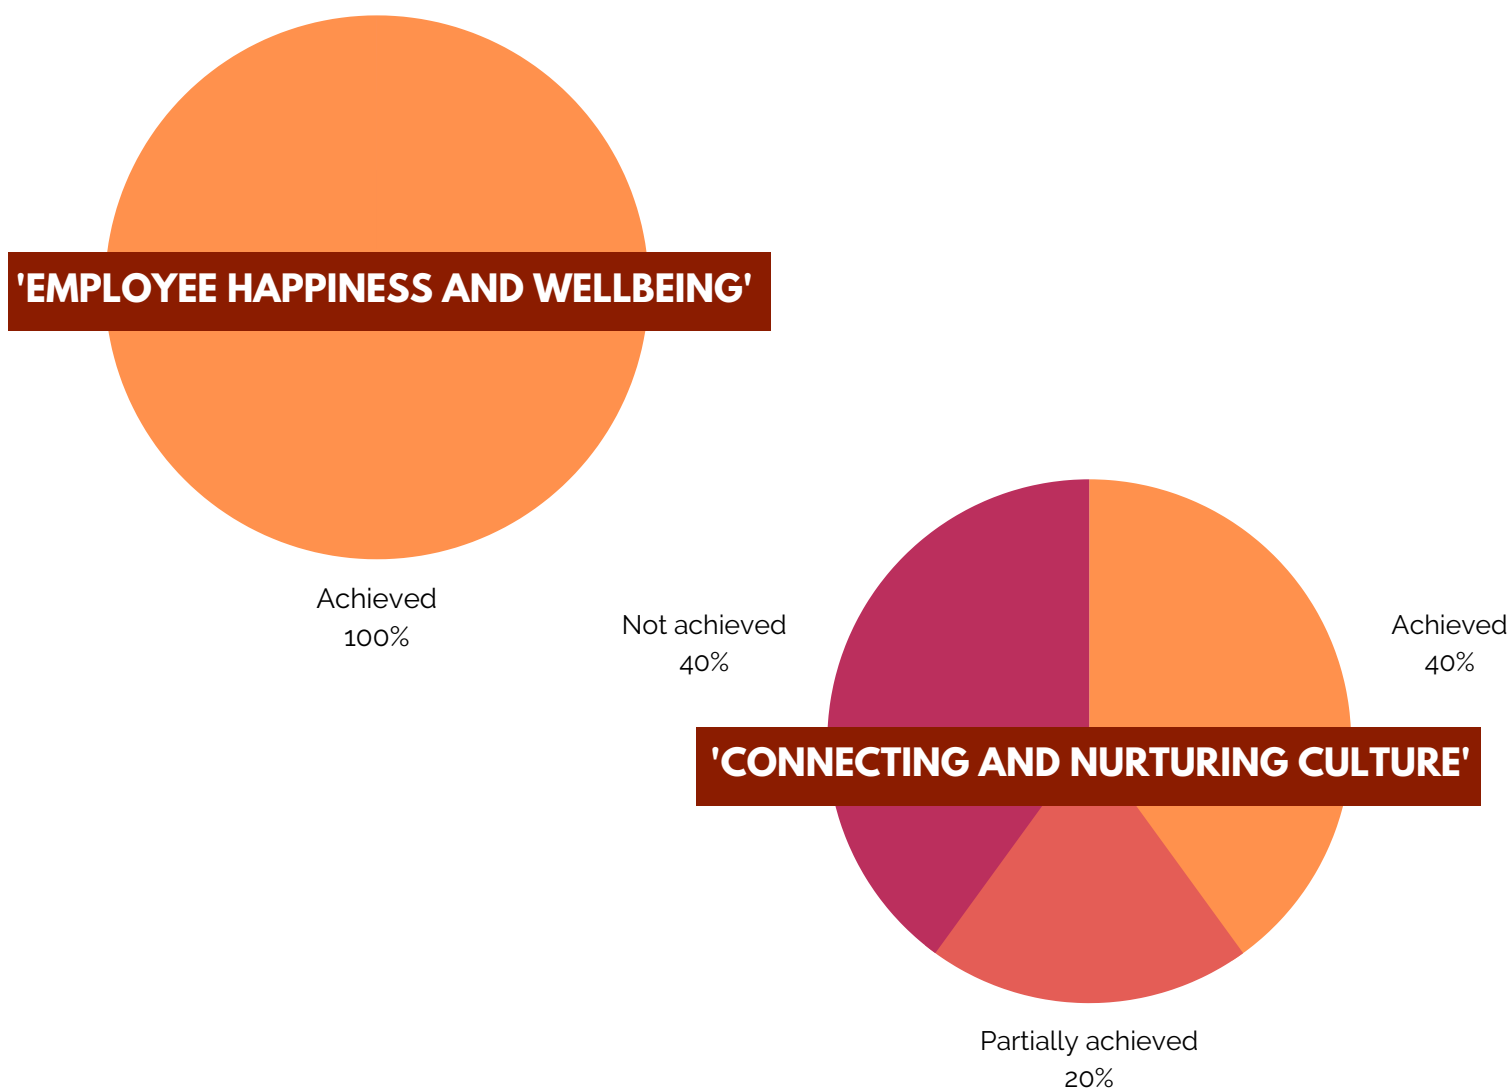 'EMPLOYEE HAPPINESS AND WELLBEING'
Achieved
100%
Not achieved
40%
Achieved
40%
'CONNECTING AND NURTURING CULTURE'
Partially achieved
20%